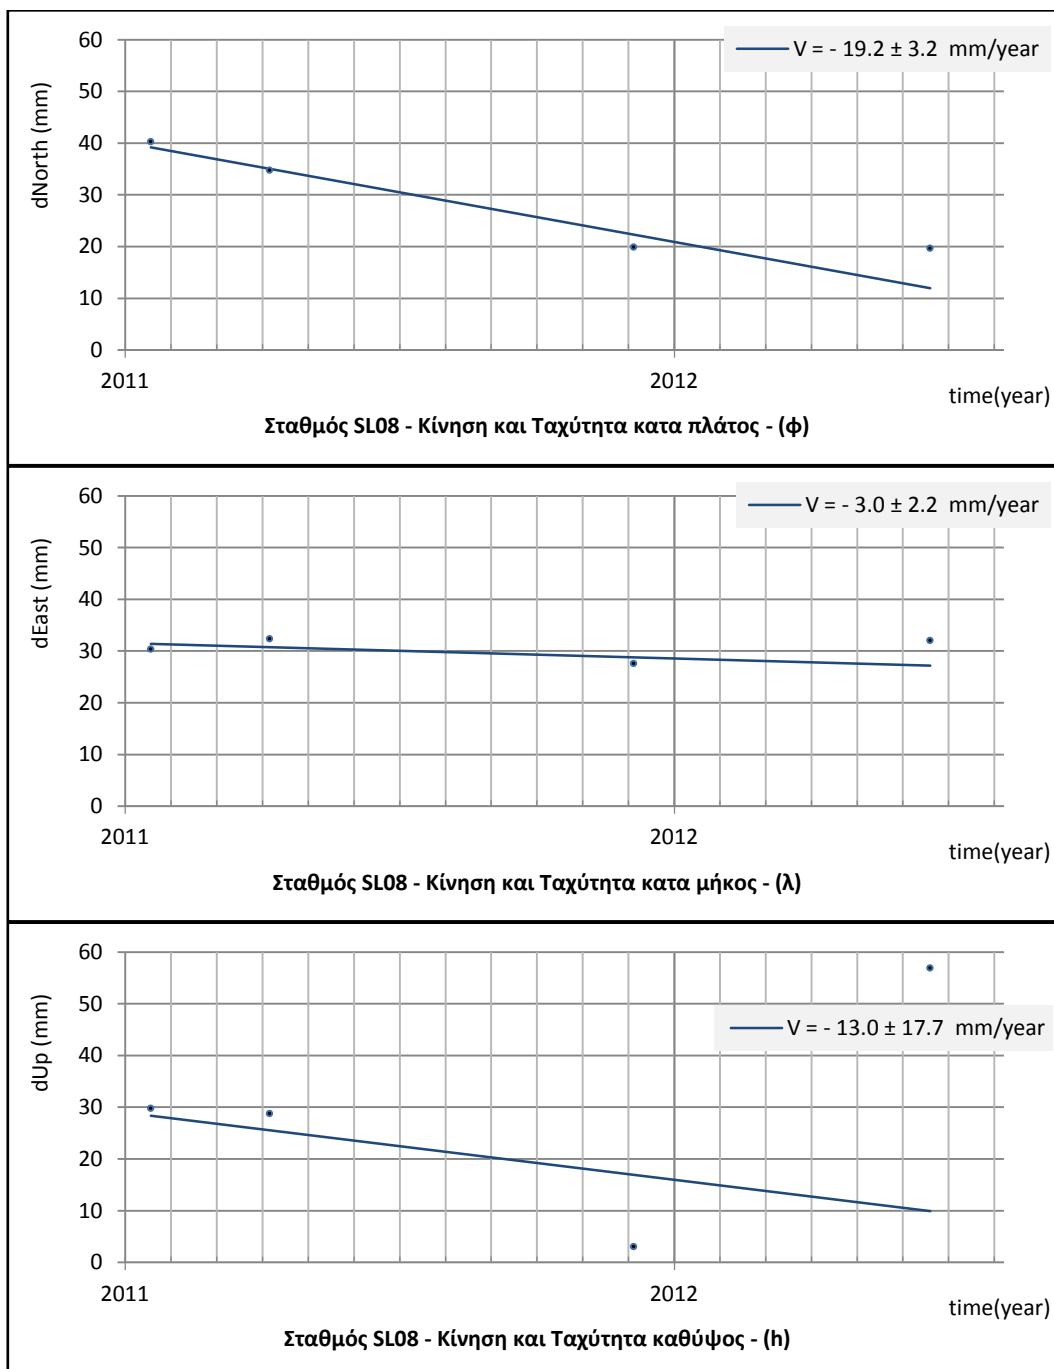 60
V = - 19.2 ± 3.2 mm/year
50
40
30
20
10
0
dNorth (mm)
2011
2012
time(year)
Σταθμός SL08 - Κίνηση και Ταχύτητα κατα πλάτος - (φ)
60
V = - 3.0 ± 2.2 mm/year
50
40
30
20
10
0
dEast (mm)
2011
2012
time(year)
Σταθμός SL08 - Κίνηση και Ταχύτητα κατα μήκος - (λ)
60
50
V = - 13.0 ± 17.7 mm/year
40
30
20
10
0
dUp (mm)
2011
2012
time(year)
Σταθμός SL08 - Κίνηση και Ταχύτητα καθύψος - (h)